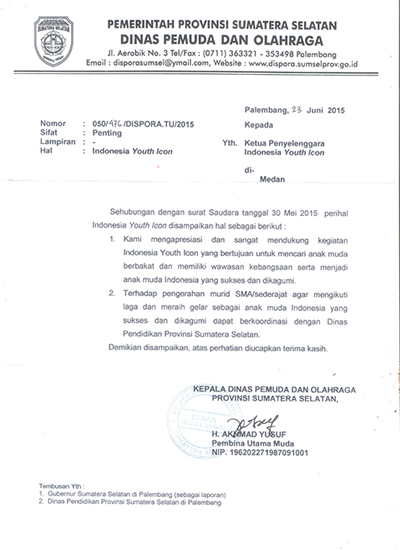 PEMERINTAH PROVINSI SUMATERA SELATAN
DINAS PEMUDA DAN OLAHRAGA
Jl. Aerobik No. 3 Tel/Fax : (0711) 363321 - 353498 Palembang
Email : disporasumsel@ymail.com, Website : www.dispora.sumselprov.go.id
Palembang, 23 Juni 2015
Nomor : 050/436/DISPORA.TU/2015
Kepada
Sifat : Penting
Lampiran : -
Yth. Ketua Penyelenggara
Hal : Indonesia Youth Icon
Indonesia Youth Icon
di-
Medan
Sehubungan dengan surat Saudara tanggal 30 Mei 2015 perihal
Indonesia Youth Icon disampaikan hal sebagai berikut :
1. Kami mengapresiasi dan sangat mendukung kegiatan
Indonesia Youth Icon yang bertujuan untuk mencari anak muda
berbakat dan memiliki wawasan kebangsaan serta menjadi
anak muda Indonesia yang sukses dan dikagumi.
2. Terhadap pengerahan murid SMA/sederajat agar mengikuti
laga dan meraih gelar sebagai anak muda Indonesia yang
sukses dan dikagumi dapat berkoordinasi dengan Dinas
Pendidikan Provinsi Sumatera Selatan.
Demikian disampaikan, atas perhatian diucapkan terima kasih.
KEPALA DINAS PEMUDA DAN OLAHRAGA
PROVINSI SUMATERA SELATAN,
DINAS
H. AKHMAD YUSUF
Pembina Utama Muda
NIP. 196202271987091001
Tembusan Yth :
1. Gubernur Sumatera Selatan di Palembang (sebagai laporan)
2. Dinas Pendidikan Provinsi Sumatera Selatan di Palembang